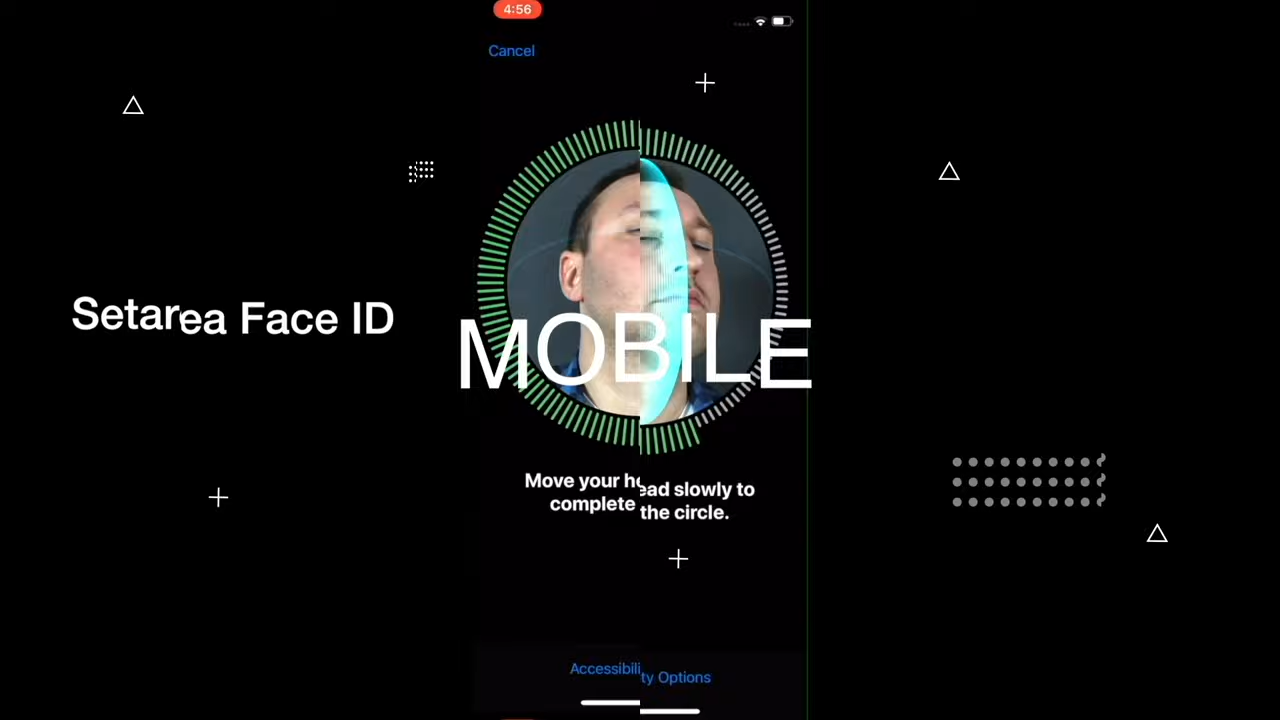 4:56
Cancel
Setarea Face ID
MOBILE
Move your head slowly to
complete the circle.
Accessibility Options